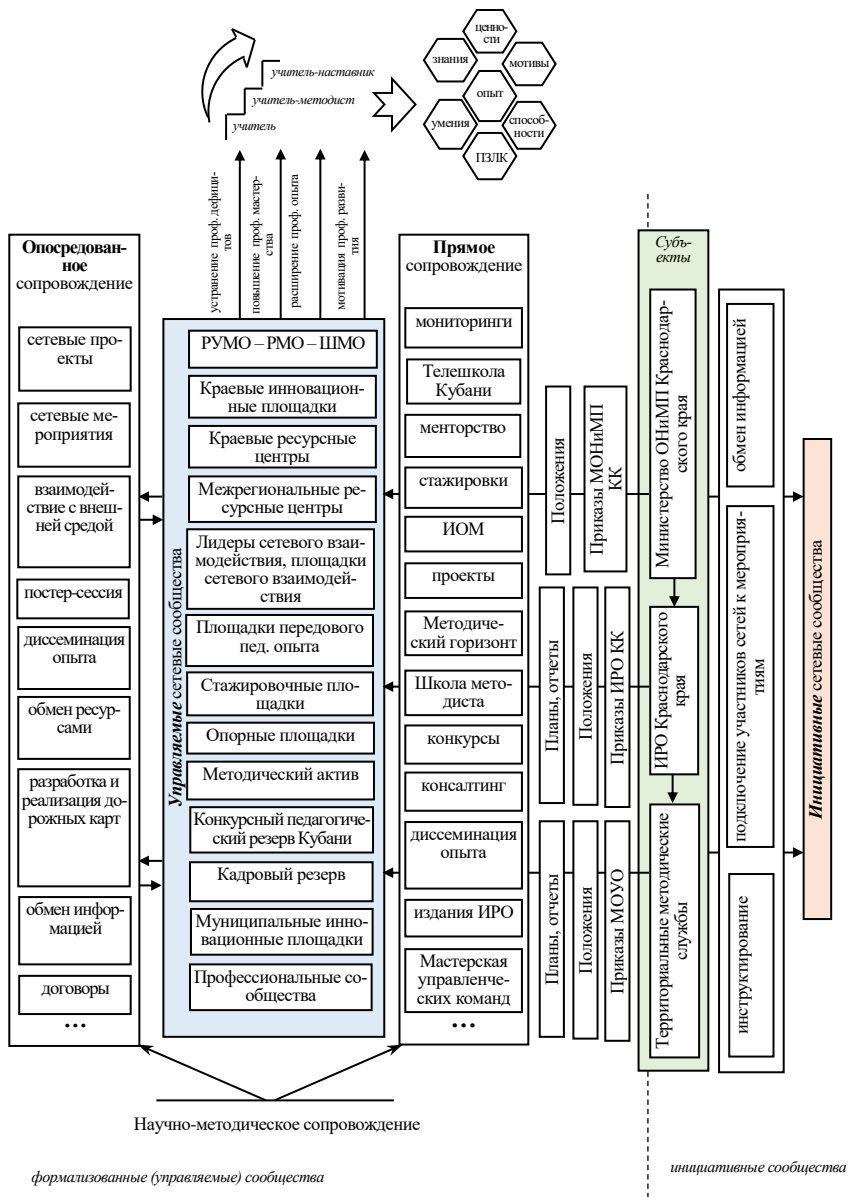 ценно-
сти
знания
мотивы
опыт
умения
способ-
ности
ПЗЛК
учитель-наставник
учитель-методист
учитель
устранение проф. дефици-
тов
повышение проф. мастер-
ства
расширение проф. опыта
мотивация проф. разви-
тия
Опосредован-
ное
сопровождение
сетевые про-
екты
сетевые ме-
роприятия
взаимодей-
ствие с внеш-
ней средой
постер-сессия
диссеминация
опыта
обмен ресур-
сами
разработка и
реализация до-
рожных карт
обмен инфор-
мацией
договоры
...
Управляемые сетевые сообщества
РУМО – РМО – ШМО
Краевые инновацион-
ные площадки
Краевые ресурсные
центры
Межрегиональные ре-
сурсные центры
Лидеры сетевого взаи-
модействия, площадки
сетевого взаимодей-
ствия
Площадки передового
пед. опыта
Стажировочные пло-
щадки
Опорные площадки
Методический актив
Конкурсный педагогиче-
ский резерв Кубани
Кадровый резерв
Муниципальные инно-
вационные площадки
Профессиональные со-
общества
Прямое
сопровождение
мониторинги
Телешкола
Кубани
менторство
стажировки
ИОМ
проекты
Методиче-
ский горизонт
Школа мето-
диста
конкурсы
консалтинг
диссеминация
опыта
издания ИРО
Мастерская
управленче-
ских команд
...
Положения
Приказы МОНиМП
КК
Планы, отчеты
Положения
Приказы ИРО КК
Планы, отчеты
Положения
Приказы МОУО
Субъ-
екты
Министерство ОНиМП Краснодар-
ского края
ИРО Краснодарского
края
Территориальные методические
службы
обмен информацией
подключение участников сетей к мероприя-
тиям
инструктирование
Инициативные сетевые сообщества
Научно-методическое сопровождение
формализованные (управляемые) сообщества
инициативные сообщества